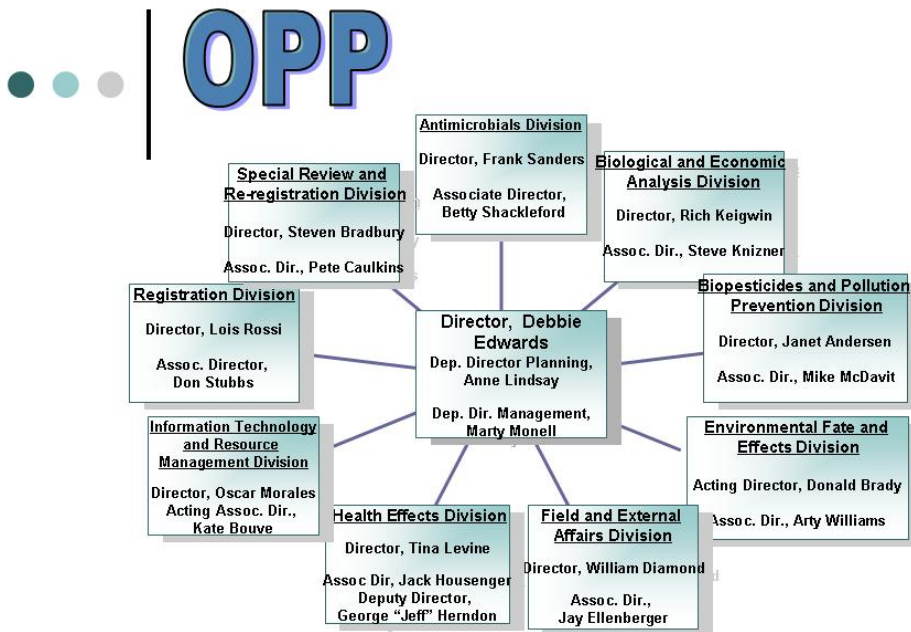 OPP
Antimicrobials Division
Director, Frank Sanders
Associate Director,
Betty Shackleford
Biological and Economic
Analysis Division
Director, Rich Keigwin
Assoc. Dir., Steve Knizner
Biopesticides and Pollution
Prevention Division
Director, Janet Andersen
Assoc. Dir., Mike McDavit
Environmental Fate and
Effects Division
Acting Director, Donald Brady
Assoc. Dir., Arty Williams
Field and External
Affairs Division
Director, William Diamond
Assoc. Dir.,
Jay Ellenberger
Health Effects Division
Director, Tina Levine
Assoc Dir, Jack Housenger
Deputy Director,
George “Jeff” Herndon
Information Technology
and Resource
Management Division
Director, Oscar Morales
Acting Assoc. Dir.,
Kate Bouve
Registration Division
Director, Lois Rossi
Assoc. Director,
Don Stubbs
Special Review and
Re-registration Division
Director, Steven Bradbury
Assoc. Dir., Pete Caulkins
Director, Debbie
Edwards
Dep. Director Planning,
Anne Lindsay
Dep. Dir. Management,
Marty Monell